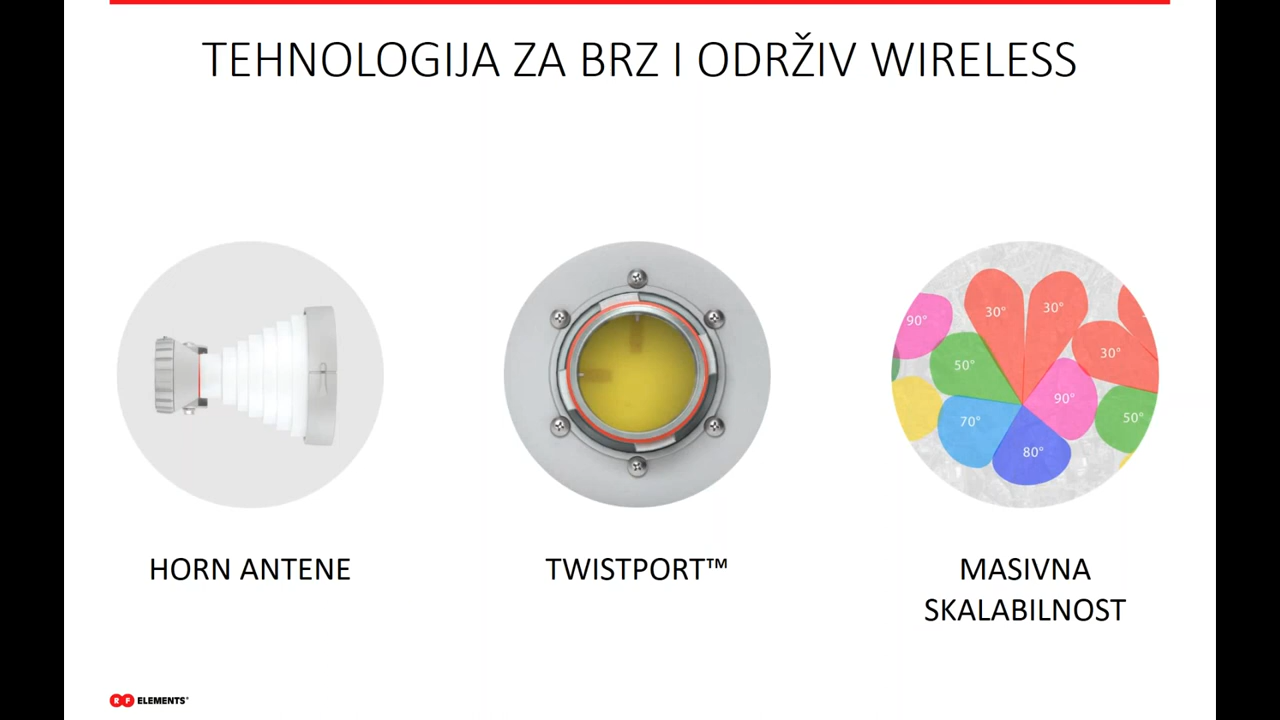 TEHNOLOGIJA ZA BRZ I ODRŽIV WIRELESS
90°
30°
30°
50°
30°
90°
70°
50°
80°
HORN ANTENE
TWISTPORT™
MASIVNA
SKALABILNOST
RF ELEMENTS®